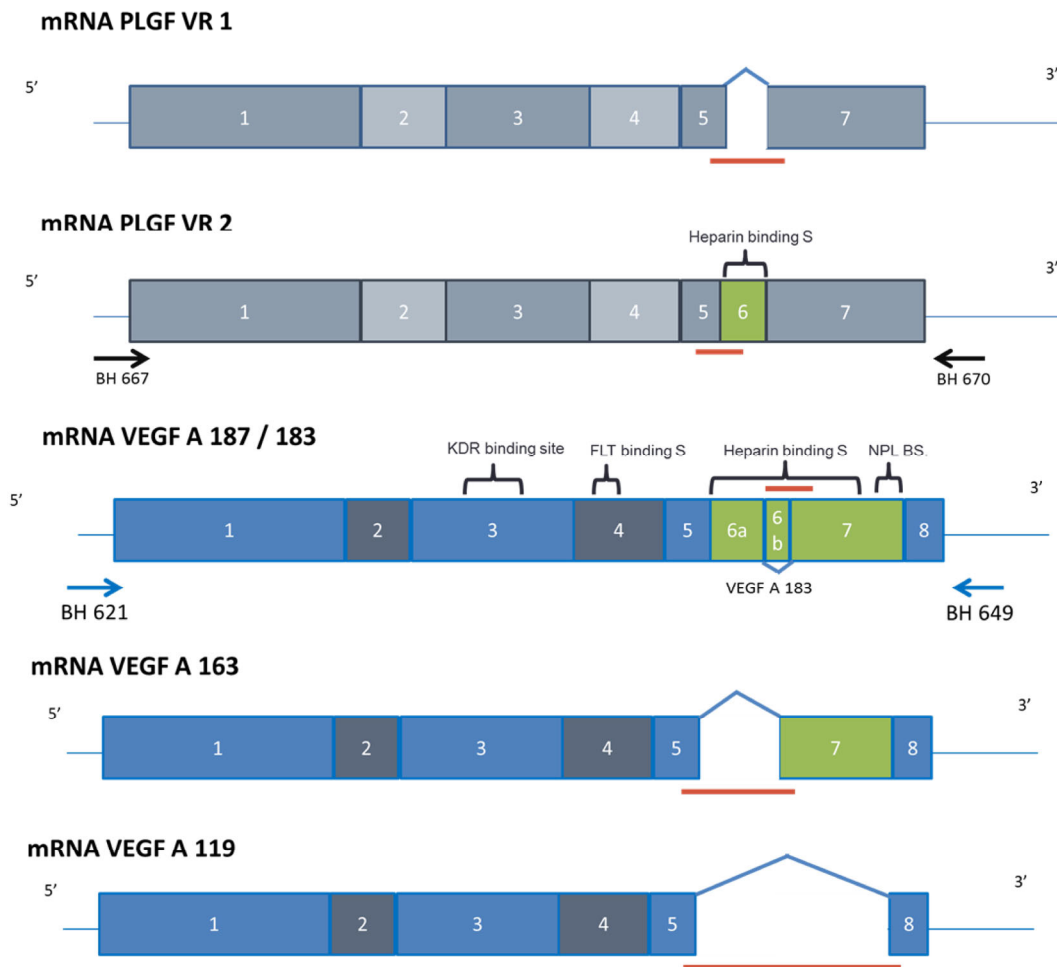 mRNA PLGF VR 1
5’ 3’
1 2 3 4 5 7
mRNA PLGF VR 2
Heparin binding S
5’ 3’
1 2 3 4 5 6 7
BH 667 BH 670
mRNA VEGF A 187 / 183
KDR binding site FLT binding S Heparin binding S NPL BS.
5’ 3’
1 2 3 4 5 6a 6b 7 8
VEGF A 183
BH 621 BH 649
mRNA VEGF A 163
5’ 3’
1 2 3 4 5 7 8
mRNA VEGF A 119
5’ 3’
1 2 3 4 5 8